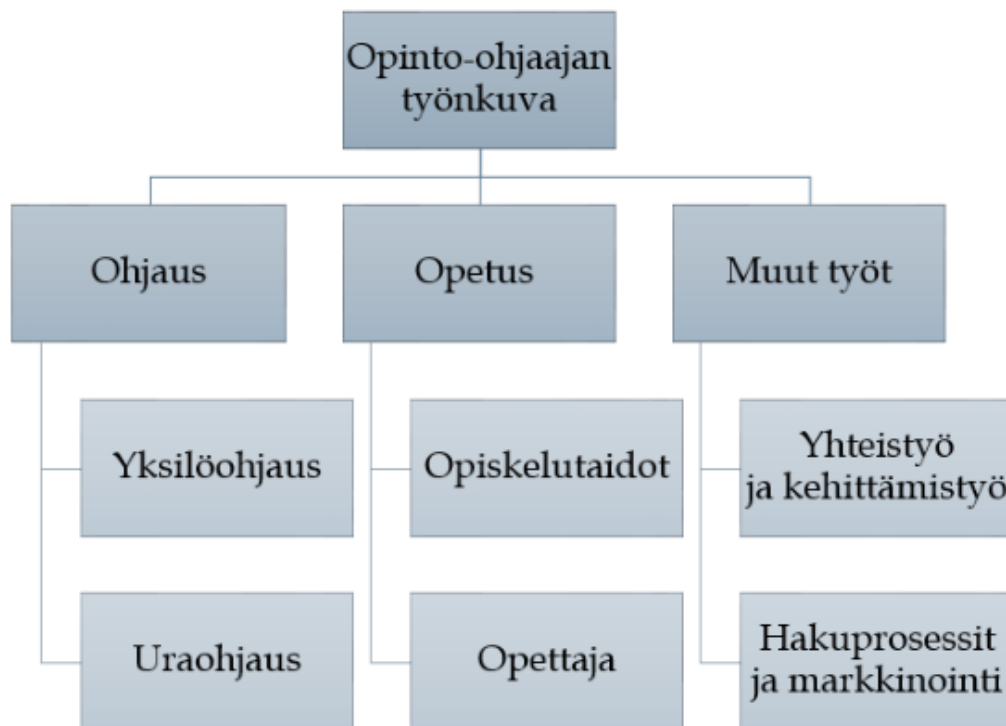 Opinto-ohjaajan
työnkuva
Ohjaus
Opetus
Muut työt
Yksilöohjaus
Opiskelutaidot
Yhteistyö
ja kehittämistyö
Uraohjaus
Opettaja
Hakuprosessit
ja markkinointi